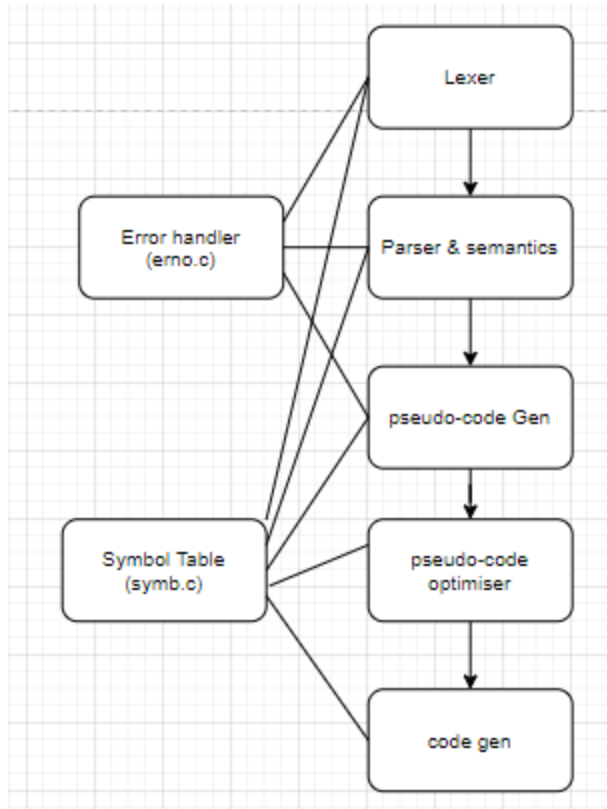 Lexer
Error handler
(erno.c)
Parser & semantics
pseudo-code Gen
Symbol Table
(symb.c)
pseudo-code
optimiser
code gen